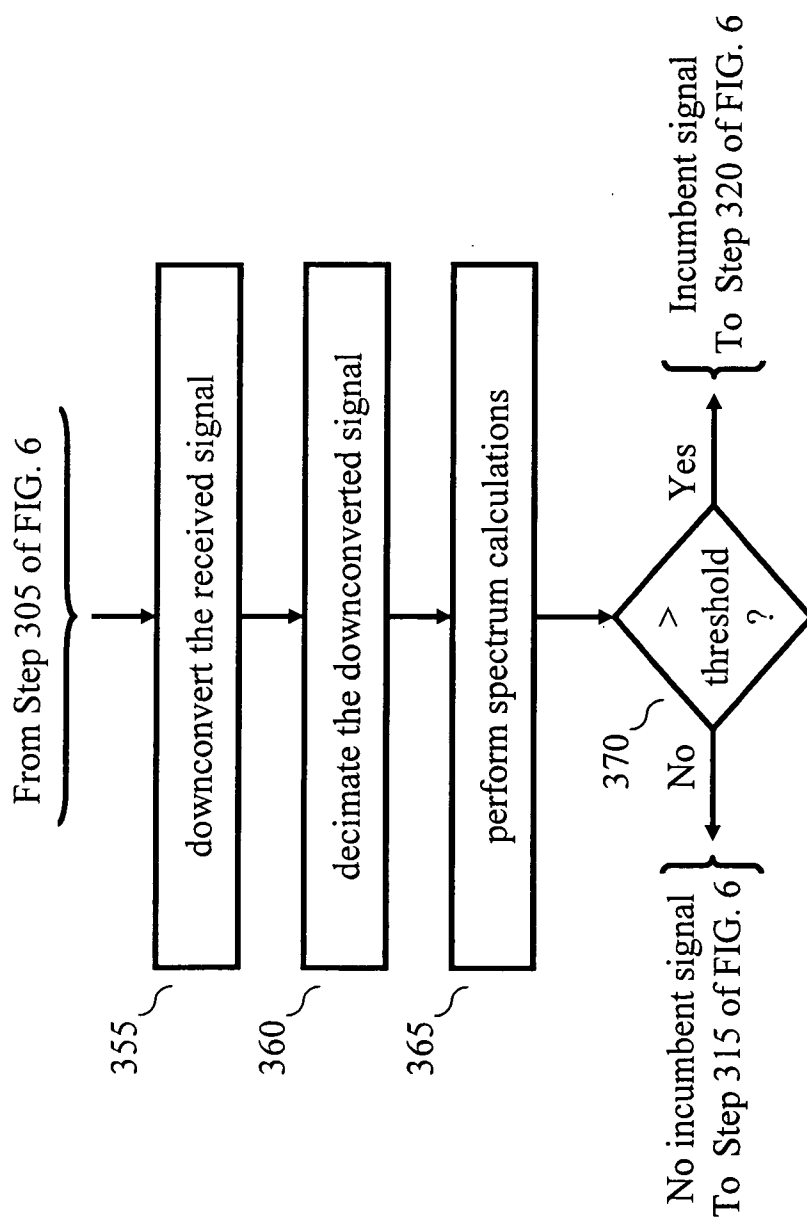 From Step 305 of FIG. 6
355
downconvert the received signal
360
decimate the downconverted signal
365
perform spectrum calculations
370
>
threshold
?
No
Yes
No incumbent signal
To Step 315 of FIG. 6
Incumbent signal
To Step 320 of FIG. 6